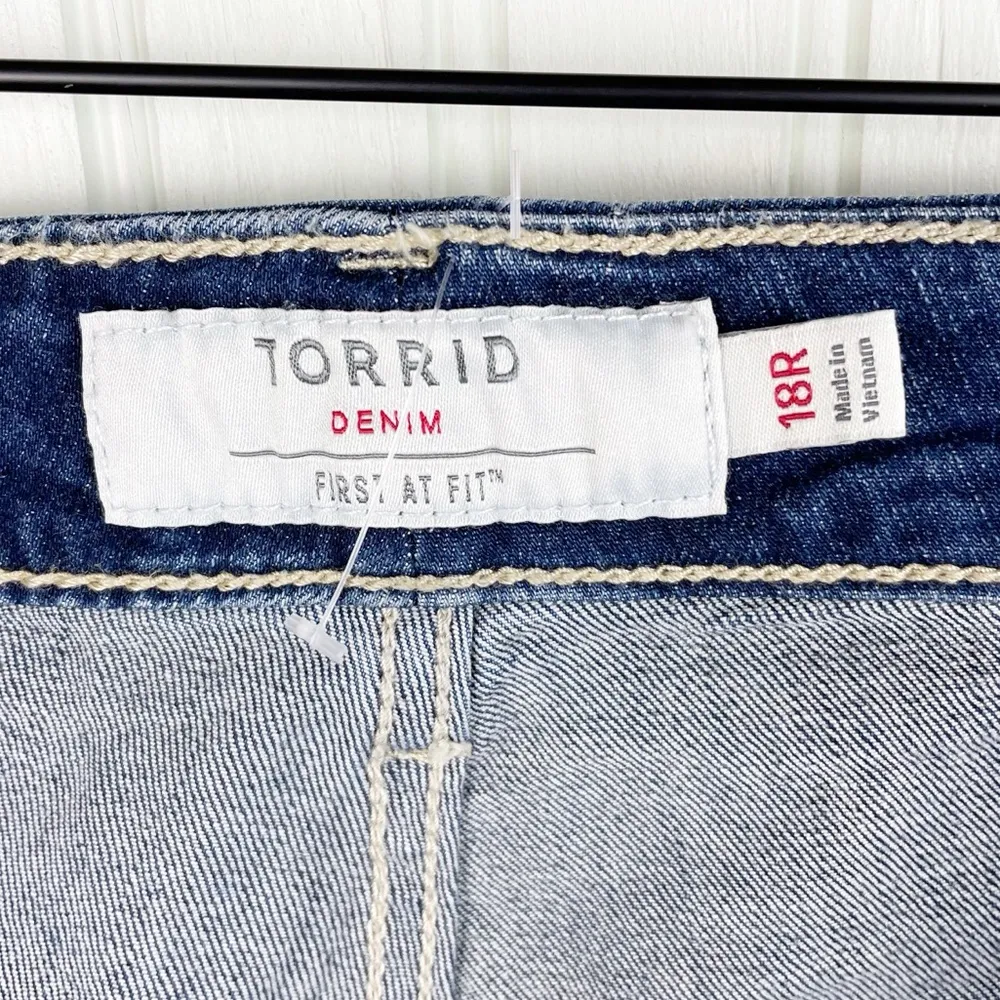 TORRID
DENIM
FIRST AT FIT™
18R
Made in
Vietnam